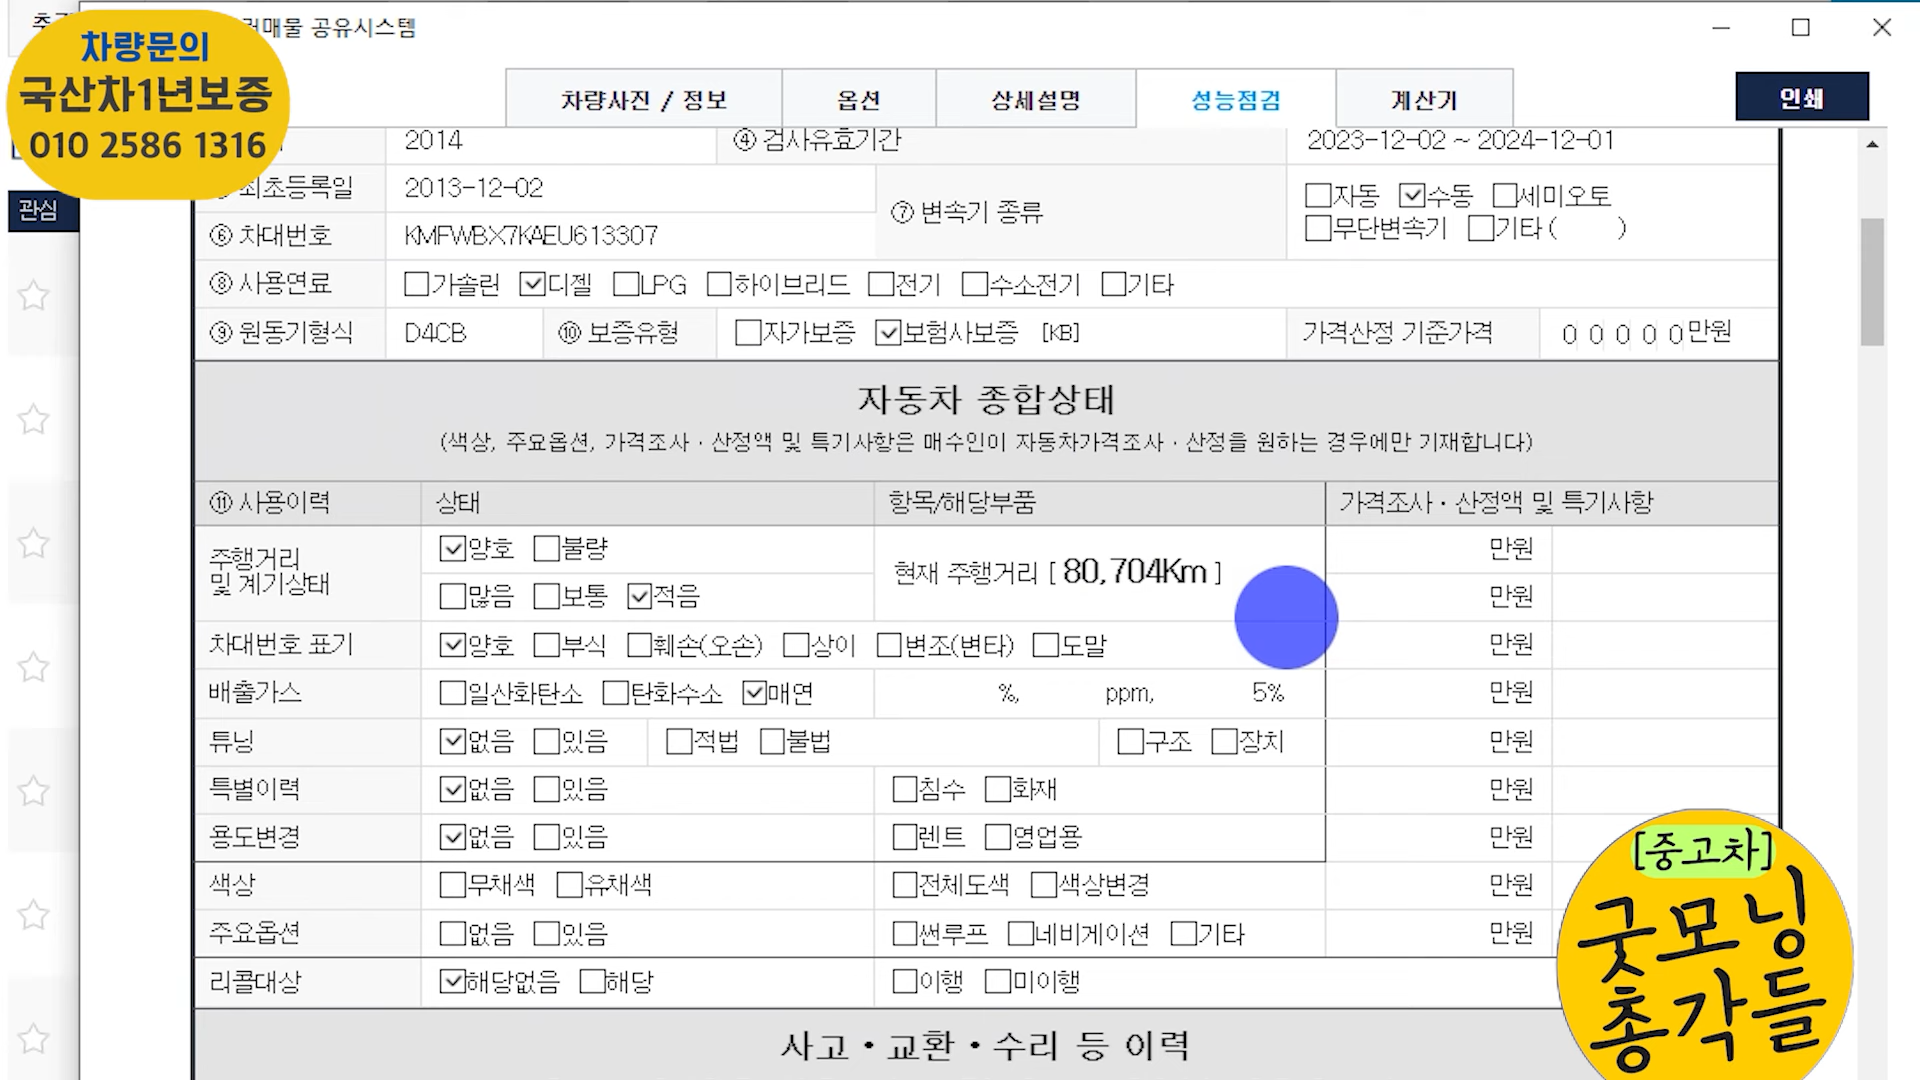 러매물 공유시스템
차량문의
국산차1년보증
010 2586 1316
차량사진 / 정보 옵션 상세설명 성능점검 계산기 인쇄
관심
2014 ④ 검사유효기간 2023-12-02 ~ 2024-12-01
최초등록일 2013-12-02 ⑦ 변속기 종류 자동 수동 세미오토
무단변속기 기타 ( )
⑥ 차대번호 KMFWBX7KAEU613307
⑧ 사용연료 가솔린 디젤 LPG 하이브리드 전기 수소전기 기타
⑨ 원동기형식 D4CB ⑩ 보증유형 자가보증 보험사보증 [KB] 가격산정 기준가격 0 0 0 0 0 만원
자동차 종합상태
(색상, 주요옵션, 가격조사 · 산정액 및 특기사항은 매수인이 자동차가격조사 · 산정을 원하는 경우에만 기재합니다)
⑪ 사용이력 상태 항목/해당부품 가격조사 · 산정액 및 특기사항
주행거리
및 계기상태
양호 불량 현재 주행거리 [ 80,704Km ] 만원
많음 보통 적음 만원
차대번호 표기 양호 부식 훼손(오손) 상이 변조(변타) 도말 만원
배출가스 일산화탄소 탄화수소 매연 %, ppm, 5% 만원
튜닝 없음 있음 적법 불법 구조 장치 만원
특별이력 없음 있음 침수 화재 만원
용도변경 없음 있음 렌트 영업용 만원
색상 무채색 유채색 전체도색 색상변경 만원
주요옵션 없음 있음 썬루프 네비게이션 기타 만원
리콜대상 해당없음 해당 이행 미이행
사고 · 교환 · 수리 등 이력
[중고차]
굿모닝
총각들